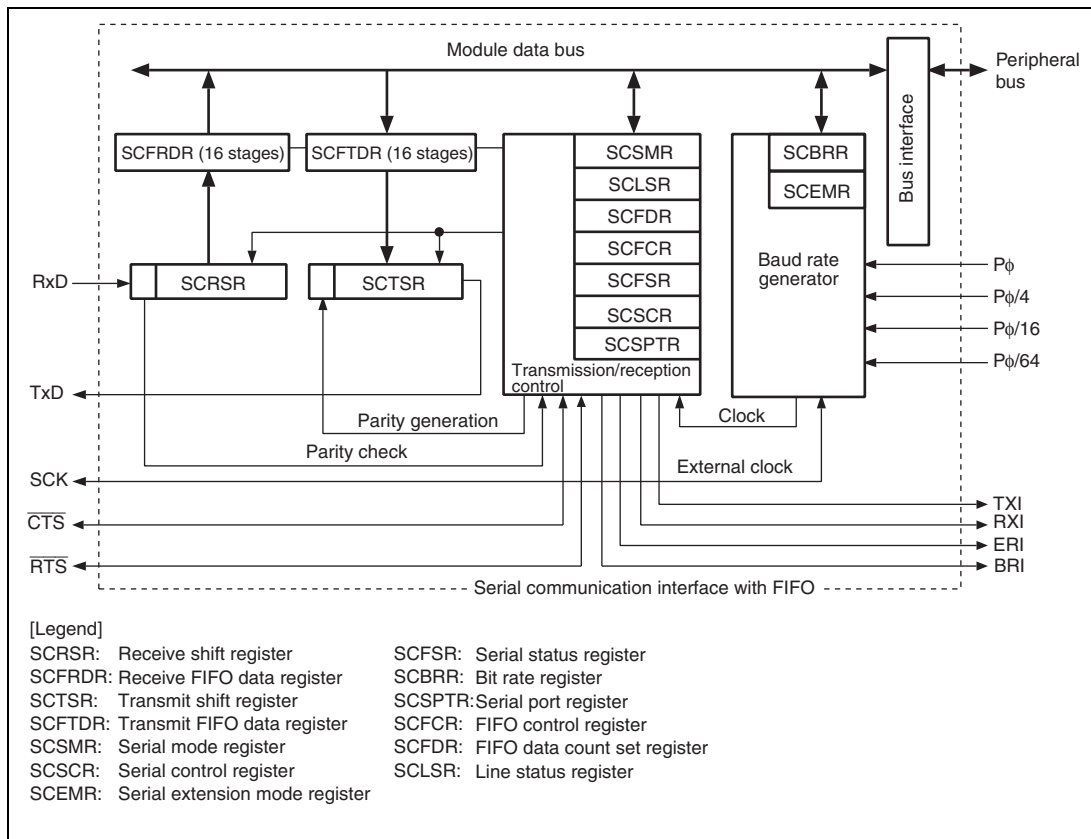 Module data bus
Peripheral
bus
Bus interface
SCFRDR (16 stages)
SCFTDR (16 stages)
SCSMR
SCLSR
SCFDR
SCFCR
SCFSR
SCSCR
SCSPTR
Transmission/reception
control
SCBRR
SCEMR
Baud rate
generator
RxD
SCRSR
SCTSR
Pϕ
Pϕ/4
Pϕ/16
Pϕ/64
TxD
Parity generation
Parity check
Clock
External clock
SCK
CTS
RTS
TXI
RXI
ERI
BRI
Serial communication interface with FIFO
[Legend]
SCRSR: Receive shift register
SCFRDR: Receive FIFO data register
SCTSR: Transmit shift register
SCFTDR: Transmit FIFO data register
SCSMR: Serial mode register
SCSCR: Serial control register
SCEMR: Serial extension mode register
SCFSR: Serial status register
SCBRR: Bit rate register
SCSPTR: Serial port register
SCFCR: FIFO control register
SCFDR: FIFO data count set register
SCLSR: Line status register